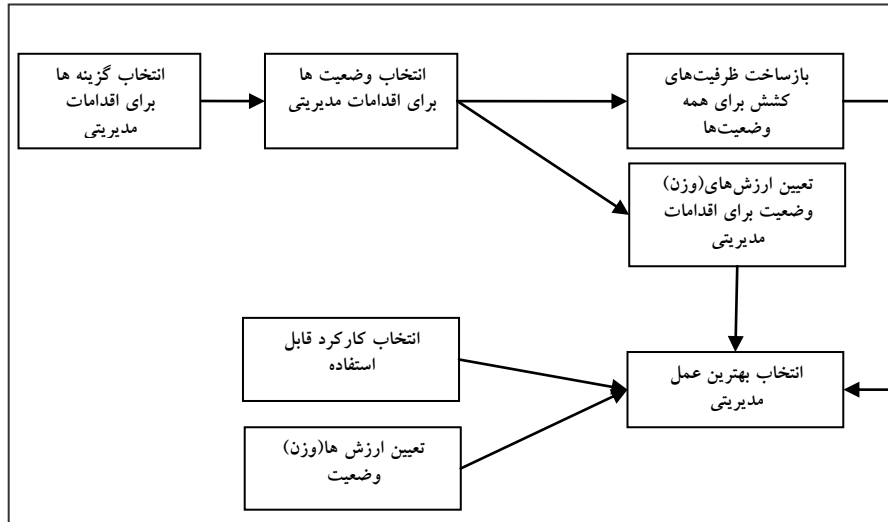 انتخاب گزینه ها
برای اقدامات
مدیریتی
انتخاب وضعیت ها
برای اقدامات مدیریتی
بازساخت ظرفیت‌های
کشش برای همه
وضعیت‌ها
تعیین ارزش‌های(وزن)
وضعیت برای اقدامات
مدیریتی
انتخاب کارکرد قابل
استفاده
انتخاب بهترین عمل
مدیریتی
تعیین ارزش ها(وزن)
وضعیت